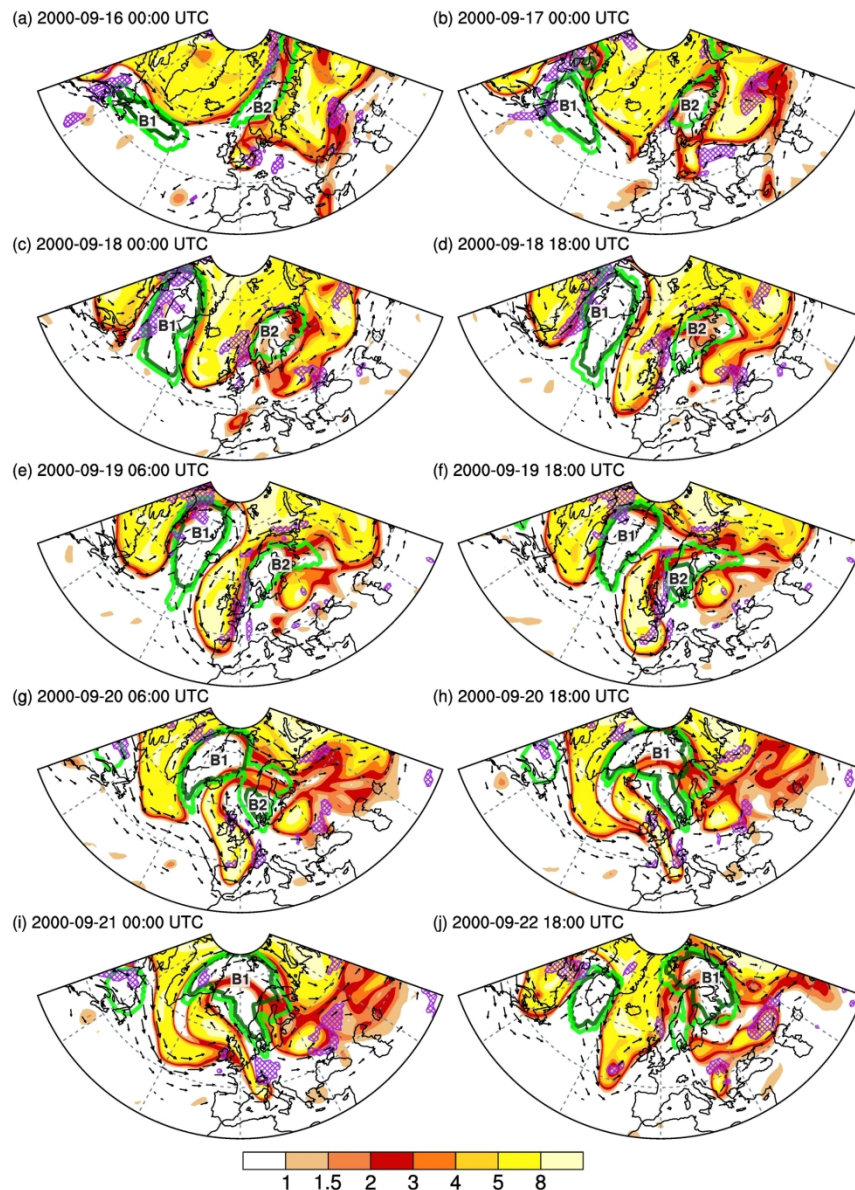 (a) 2000-09-16 00:00 UTC
(b) 2000-09-17 00:00 UTC
B1
B2
B1
B2
(c) 2000-09-18 00:00 UTC
(d) 2000-09-18 18:00 UTC
B1
B2
B1
B2
(e) 2000-09-19 06:00 UTC
(f) 2000-09-19 18:00 UTC
B1
B2
B1
B2
(g) 2000-09-20 06:00 UTC
(h) 2000-09-20 18:00 UTC
B1
B2
B1
(i) 2000-09-21 00:00 UTC
(j) 2000-09-22 18:00 UTC
B1
B1
1 1.5 2 3 4 5 8